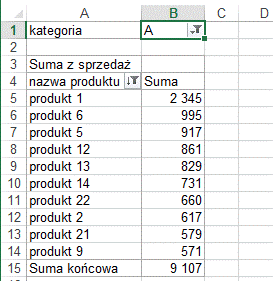 A B C D
1 kategoria A
2
3 Suma z sprzedaż
4 nazwa produktu Suma
5 produkt 1 2 345
6 produkt 6 995
7 produkt 5 917
8 produkt 12 861
9 produkt 13 829
10 produkt 14 731
11 produkt 22 660
12 produkt 2 617
13 produkt 21 579
14 produkt 9 571
15 Suma końcowa 9 107